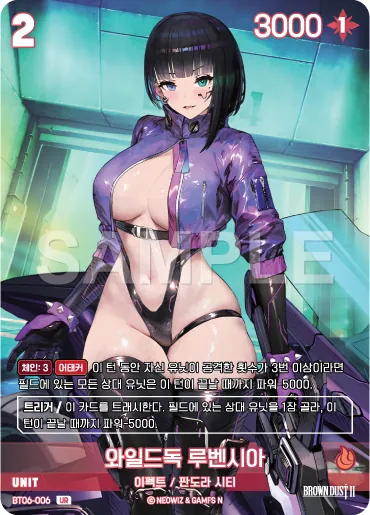 2
3000 1
SAMPLE
체인: 3 어태커 이 턴 동안 자신 유닛이 공격한 횟수가 3번 이상이라면
필드에 있는 모든 상대 유닛은 이 턴이 끝날 때까지 파워-5000.
트리거 / 이 카드를 트래시한다. 필드에 있는 상대 유닛을 1장 골라, 이
턴이 끝날 때까지 파워-5000.
와일드독 루벤시아
UNIT
이펙트 / 판도라 시티
BT06-006 UR
BROWN DUST II
© NEOWIZ & GAMFS N